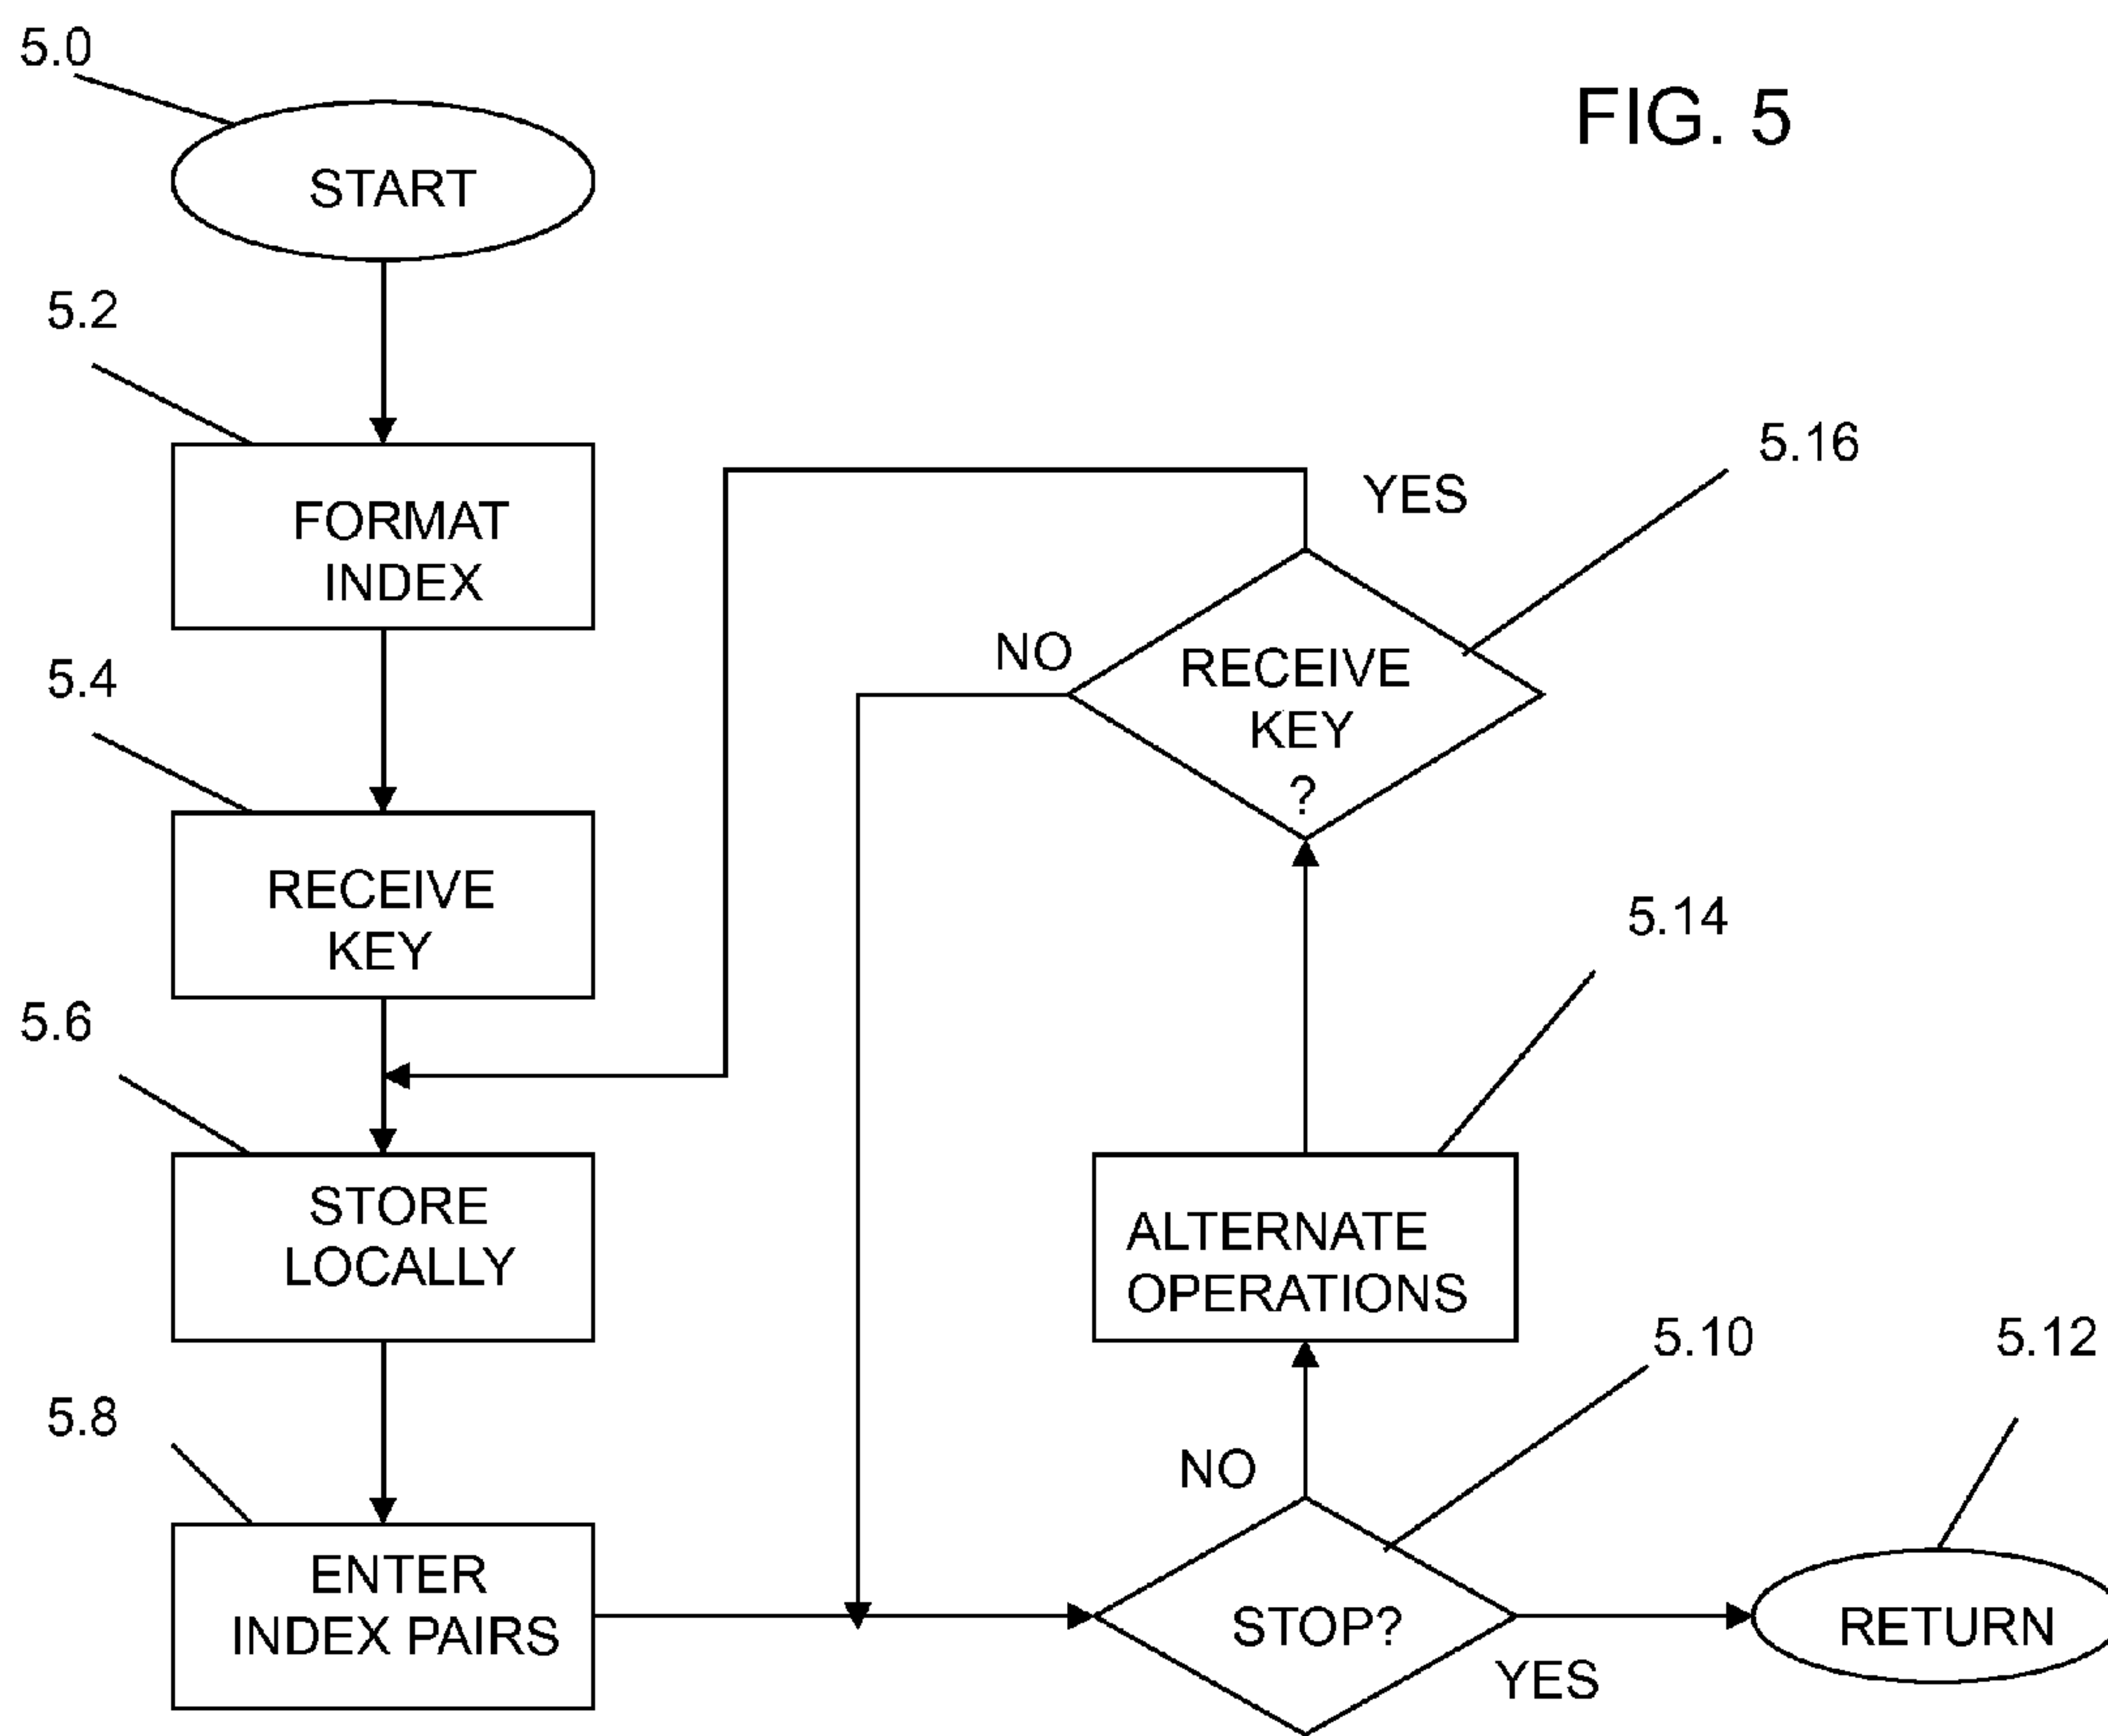 FIG. 5
5.0
START
5.2
FORMAT
INDEX
5.4
RECEIVE
KEY
5.6
STORE
LOCALLY
5.8
ENTER
INDEX PAIRS
5.16
YES
NO
RECEIVE
KEY
?
5.14
ALTERNATE
OPERATIONS
5.10
NO
STOP?
YES
5.12
RETURN